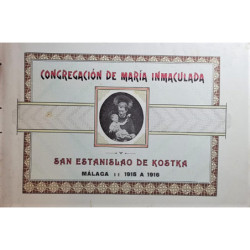 CONGREGACIÓN DE MARÍA INMACULADA
SAN ESTANISLAO DE KOSTKA
MÁLAGA :: 1915 A 1916